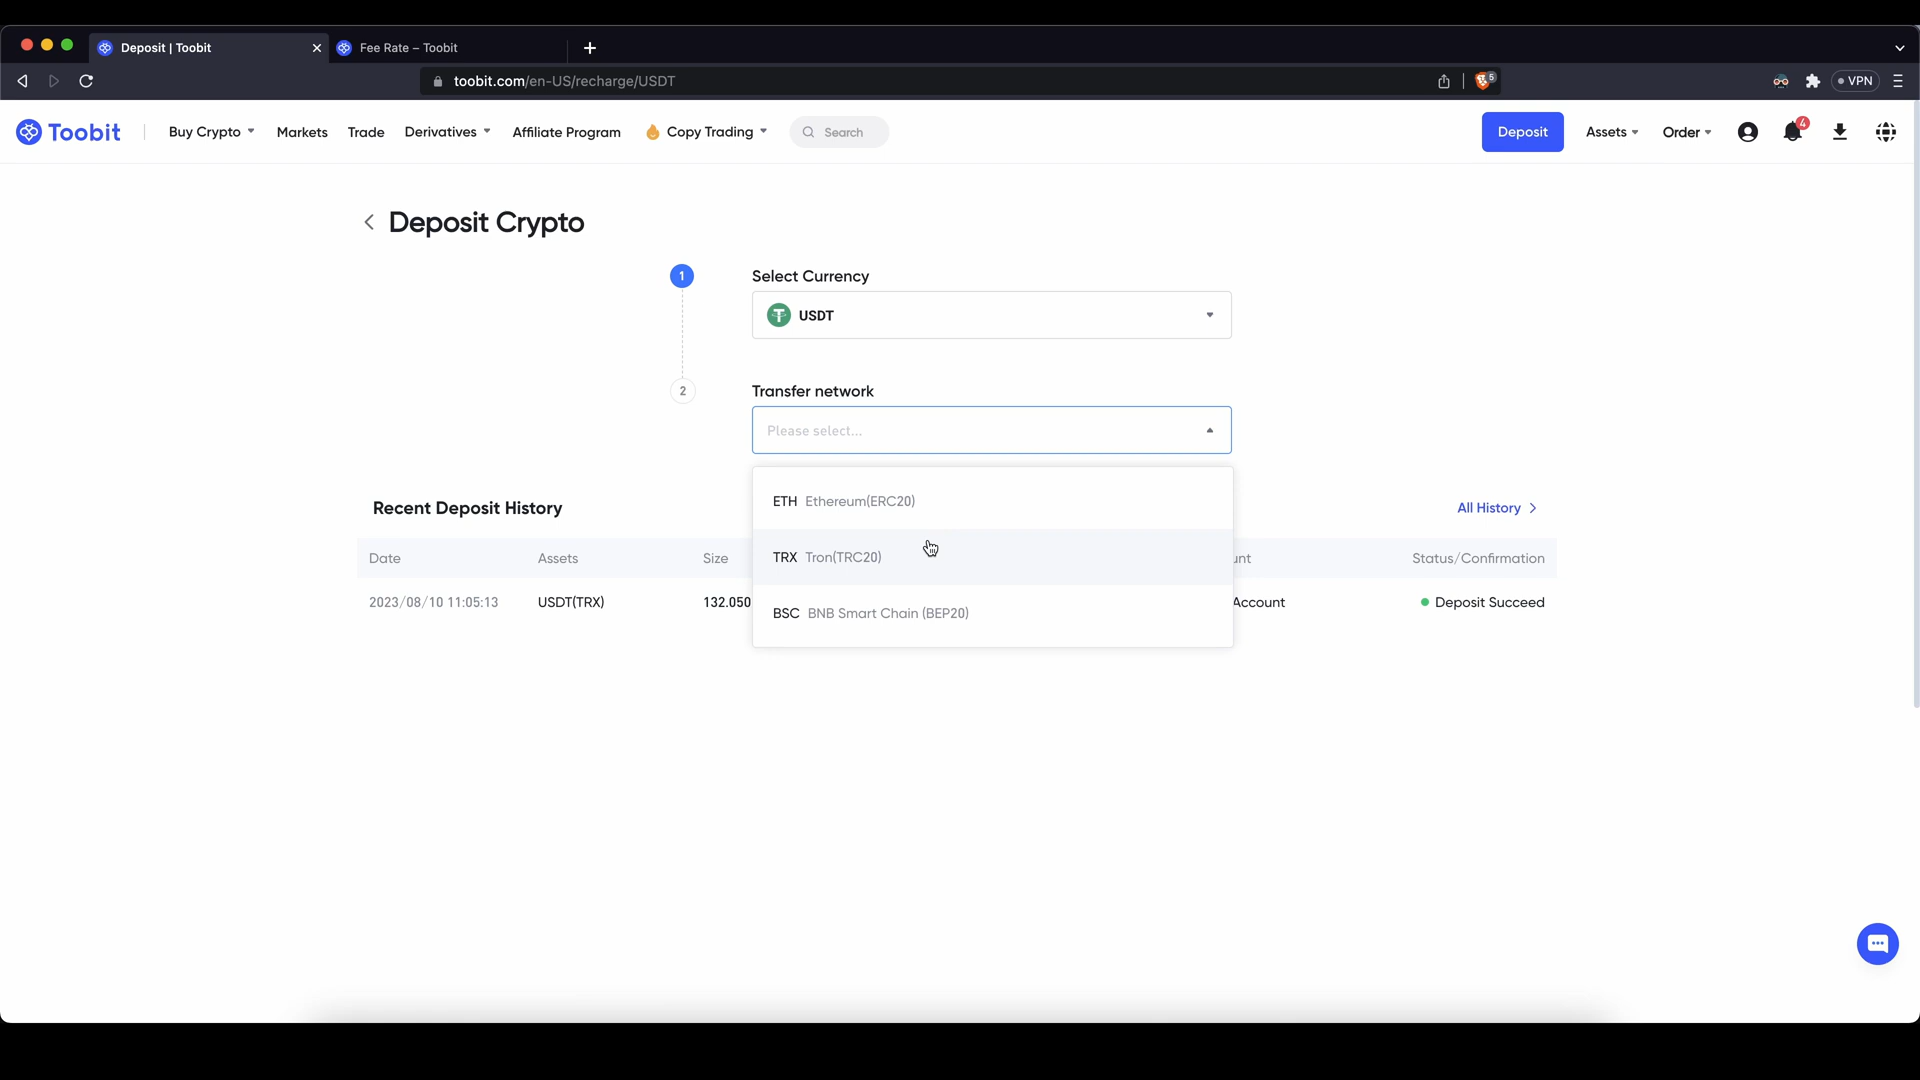 Deposit | Toobit
Fee Rate – Toobit
toobit.com/en-US/recharge/USDT
5
VPN
Toobit
Buy Crypto
Markets
Trade
Derivatives
Affiliate Program
Copy Trading
Search
Deposit
Assets
Order
4
Deposit Crypto
1
Select Currency
USDT
2
Transfer network
Please select...
ETH Ethereum(ERC20)
TRX Tron(TRC20)
BSC BNB Smart Chain (BEP20)
Recent Deposit History
All History
Date Assets Size unt Status/Confirmation
2023/08/10 11:05:13 USDT(TRX) 132.050 Account Deposit Succeed